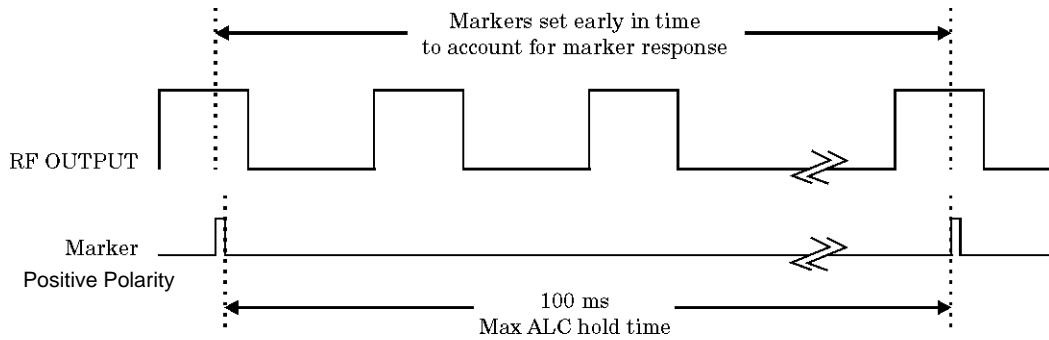 Markers set early in time
to account for marker response
RF OUTPUT
Marker
Positive Polarity
100 ms
Max ALC hold time